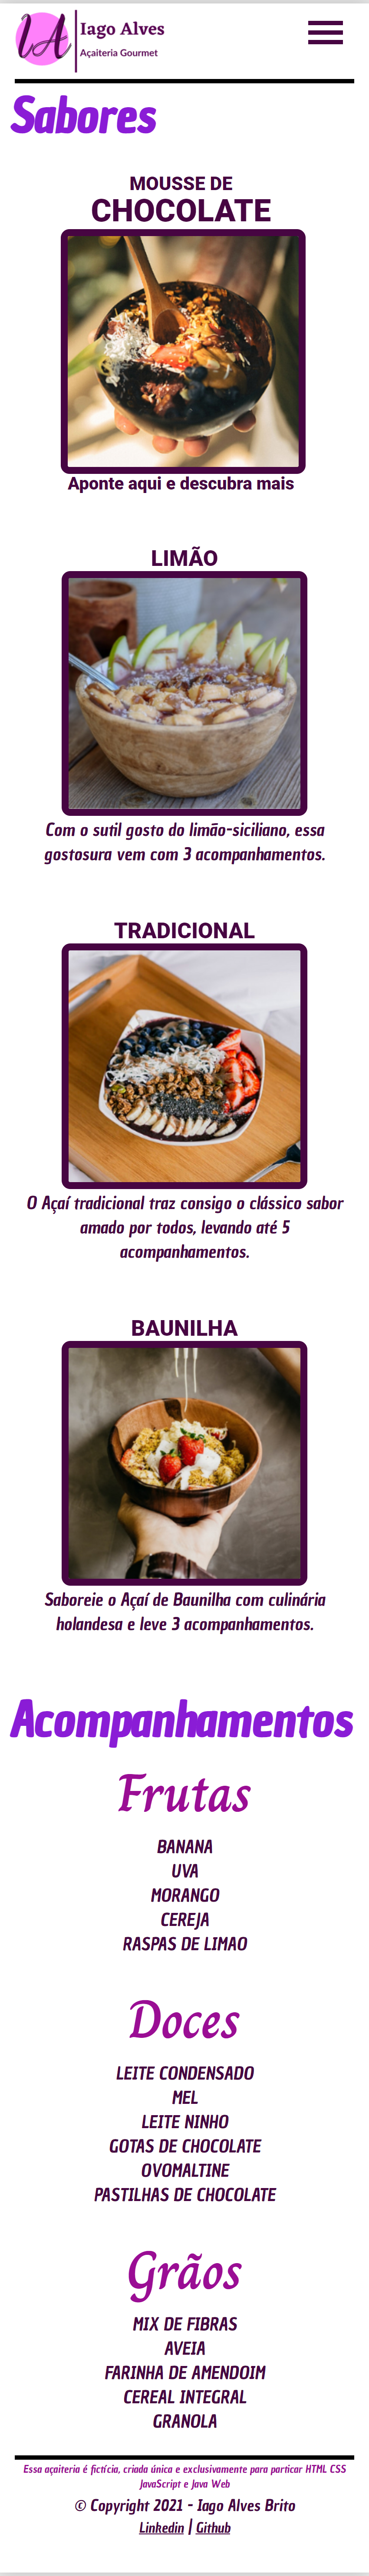 IA
Iago Alves
Açaiteria Gourmet
Sabores
MOUSSE DE
CHOCOLATE
Aponte aqui e descubra mais
LIMÃO
Com o sutil gosto do limão-siciliano, essa
gostosura vem com 3 acompanhamentos.
TRADICIONAL
O Açaí tradicional traz consigo o clássico sabor
amado por todos, levando até 5
acompanhamentos.
BAUNILHA
Saboreie o Açaí de Baunilha com culinária
holandesa e leve 3 acompanhamentos.
Acompanhamentos
Frutas
BANANA
UVA
MORANGO
CEREJA
RASPAS DE LIMAO
Doces
LEITE CONDENSADO
MEL
LEITE NINHO
GOTAS DE CHOCOLATE
OVOMALTINE
PASTILHAS DE CHOCOLATE
Grãos
MIX DE FIBRAS
AVEIA
FARINHA DE AMENDOIM
CEREAL INTEGRAL
GRANOLA
Essa açaiteria é fictícia, criada única e exclusivamente para particar HTML CSS
JavaScript e Java Web
© Copyright 2021 - Iago Alves Brito
Linkedin | Github